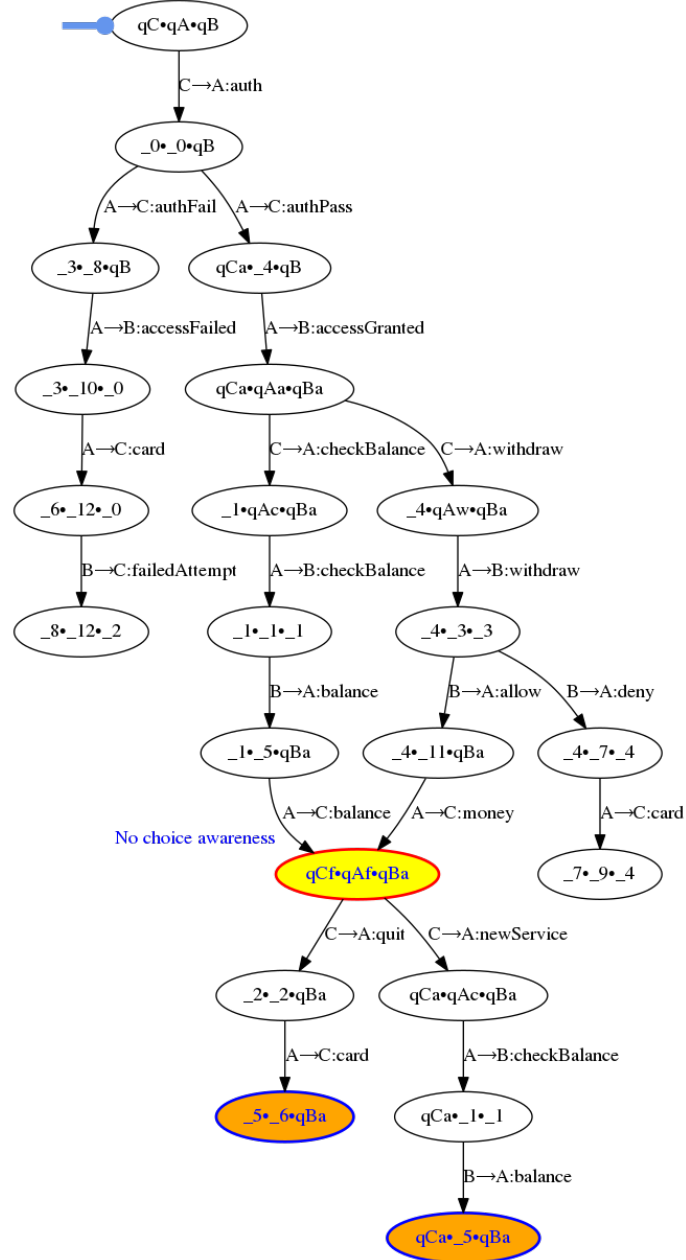 qC•qA•qB
C→A:auth
_0•_0•qB
A→C:authFail A→C:authPass
_3•_8•qB qCa•_4•qB
A→B:accessFailed A→B:accessGranted
_3•_10•_0 qCa•qAa•qBa
A→C:card C→A:checkBalance C→A:withdraw
_6•_12•_0 _1•qAc•qBa _4•qAw•qBa
B→C:failedAttempt A→B:checkBalance A→B:withdraw
_8•_12•_2 _1•_1•_1 _4•_3•_3
B→A:balance B→A:allow B→A:deny
_1•_5•qBa _4•_11•qBa _4•_7•_4
A→C:balance A→C:money A→C:card
No choice awareness
qCf•qAf•qBa _7•_9•_4
C→A:quit C→A:newService
_2•_2•qBa qCa•qAc•qBa
A→C:card A→B:checkBalance
_5•_6•qBa qCa•_1•_1
B→A:balance
qCa•_5•qBa